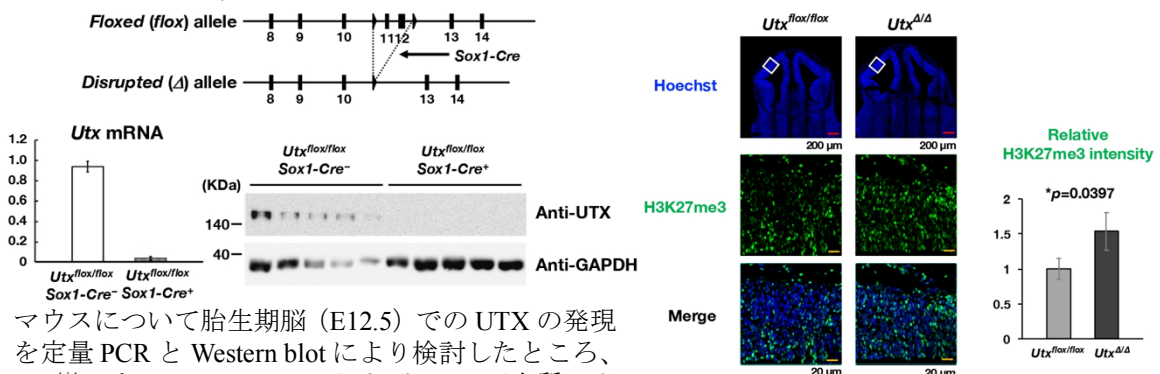 Floxed (flox) allele
8 9 10 1112 13 14
Sox1-Cre
Disrupted (Δ) allele
8 9 10 13 14
Utx mRNA
1.2
1.0
0.8
0.6
0.4
0.2
0
Utxflox/flox Utxflox/flox
Sox1-Cre− Sox1-Cre+
Utxflox/flox Utxflox/flox
Sox1-Cre− Sox1-Cre+
(KDa)
140
Anti-UTX
40
Anti-GAPDH
マウスについて胎生期脳（E12.5）での UTX の発現
を定量 PCR と Western blot により検討したところ、
Utxflox/flox UtxΔ/Δ
Hoechst
200 μm 200 μm
H3K27me3
Merge
20 μm 20 μm
Relative
H3K27me3 intensity
*p=0.0397
2
1.5
1
0.5
0
Utxflox/flox UtxΔ/Δ